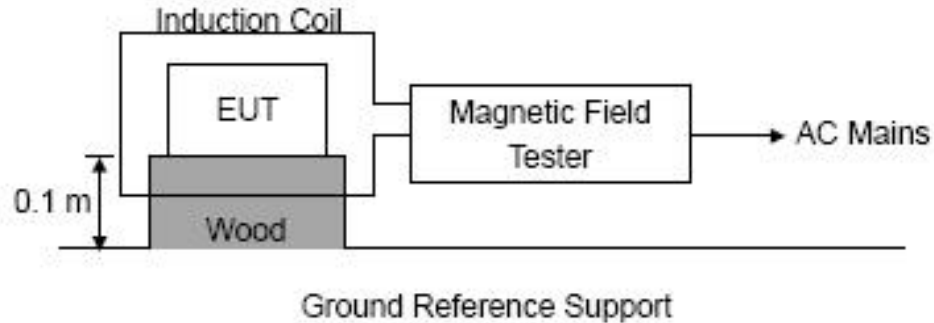 Induction Coil
EUT
Magnetic Field
Tester
AC Mains
0.1 m
Wood
Ground Reference Support